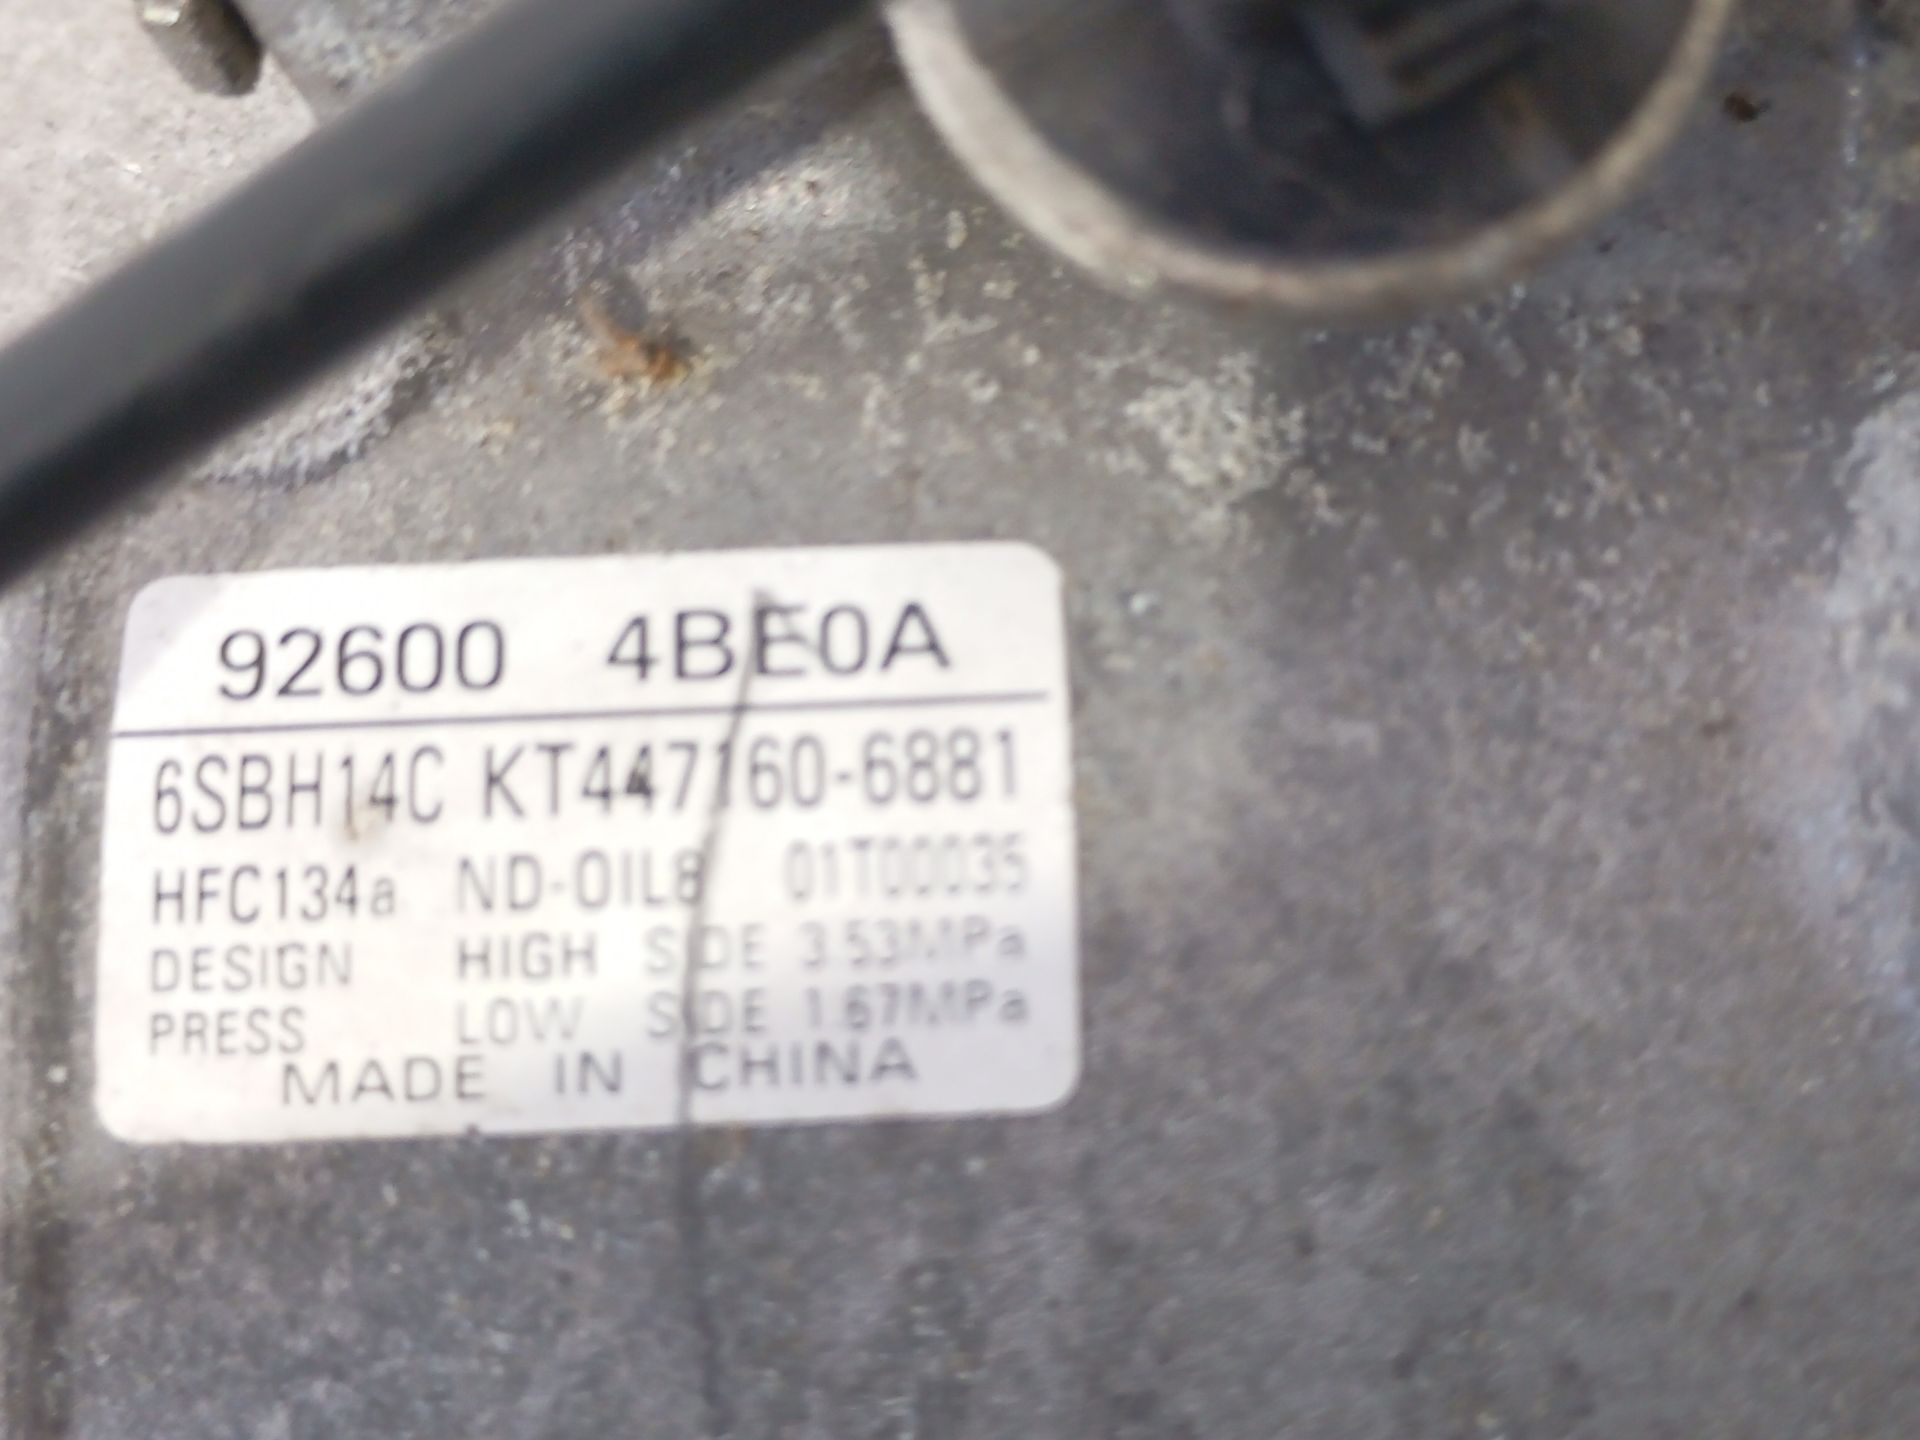 92600 4BE0A
6SBH14C KT447160-6881
HFC134a ND-OIL8 01T00035
DESIGN HIGH SIDE 3.53MPa
PRESS LOW SIDE 1.67MPa
MADE IN CHINA